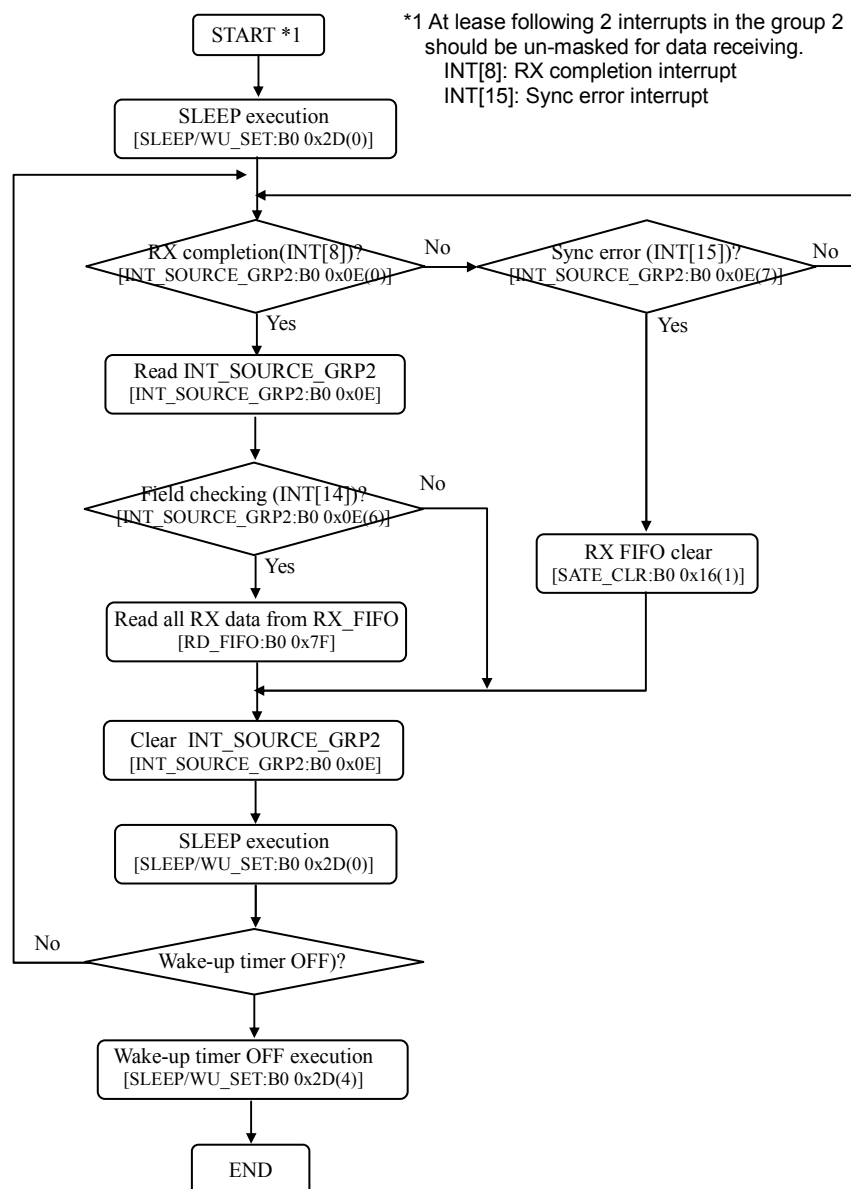 START *1
*1 At lease following 2 interrupts in the group 2
should be un-masked for data receiving.
INT[8]: RX completion interrupt
INT[15]: Sync error interrupt
SLEEP execution
[SLEEP/WU_SET:B0 0x2D(0)]
RX completion(INT[8])?
[INT_SOURCE_GRP2:B0 0x0E(0)]
No
Sync error (INT[15])?
[INT_SOURCE_GRP2:B0 0x0E(7)]
No
Yes
Yes
Read INT_SOURCE_GRP2
[INT_SOURCE_GRP2:B0 0x0E]
Field checking (INT[14])?
[INT_SOURCE_GRP2:B0 0x0E(6)]
No
Yes
RX FIFO clear
[SATE_CLR:B0 0x16(1)]
Read all RX data from RX_FIFO
[RD_FIFO:B0 0x7F]
Clear INT_SOURCE_GRP2
[INT_SOURCE_GRP2:B0 0x0E]
SLEEP execution
[SLEEP/WU_SET:B0 0x2D(0)]
No
Wake-up timer OFF)?
Wake-up timer OFF execution
[SLEEP/WU_SET:B0 0x2D(4)]
END